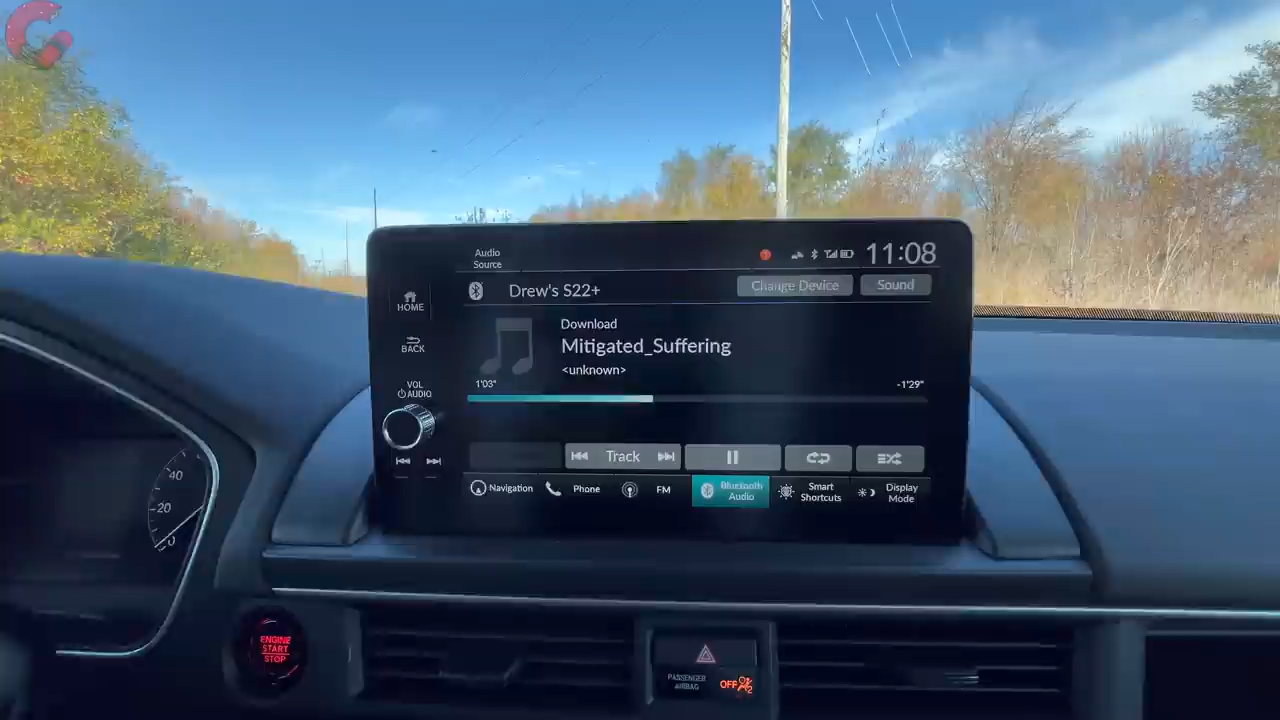 Audio
Source
11:08
Drew's S22+
Change Device
Sound
HOME
BACK
VOL
AUDIO
Download
Mitigated_Suffering
<unknown>
1'03"
-1'29"
Track
Navigation
Phone
FM
Bluetooth
Audio
Smart
Shortcuts
Display
Mode
40
20
0
ENGINE
START
STOP
PASSENGER
AIRBAG
OFF